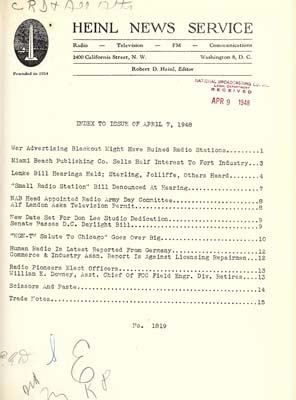 HEINL NEWS SERVICE
Radio — Television — FM — Communications
2400 California Street, N. W. Washington 8, D. C.
Robert D. Heinl, Editor
Founded in 1924
NATIONAL BROADCASTING
LEGAL DEPARTMENT
RECEIVED
APR 9 1948
INDEX TO ISSUE OF APRIL 7, 1948
War Advertising Blackout Might Have Ruined Radio Stations........1
Miami Beach Publishing Co. Sells Half Interest To Fort Industry...3
Lemke Bill Hearings Held; Sterling, Jolliffe, Others Heard.......4
"Small Radio Station" Bill Denounced At Hearing..................7
NAB Head Appointed Radio Army Day Committee......................8
Alf Landon Asks Television Permit................................8
New Date Set For Don Lee Studio Dedication.......................9
Senate Passes D.C. Daylight Bill.................................9
"Salute To Chicago" Goes Over Big................................10
Human Radio Is Latest Reported From Germany......................12
Commerce & Industry Assn. Report Is Against Licensing Repairmen...12
Radio Pioneers Elect Officers....................................13
William E. Downey, Asst. Chief Of FCC Field Engr. Div. Retires...13
Scissors And Paste...............................................14
Trade Notes......................................................15
No. 1819